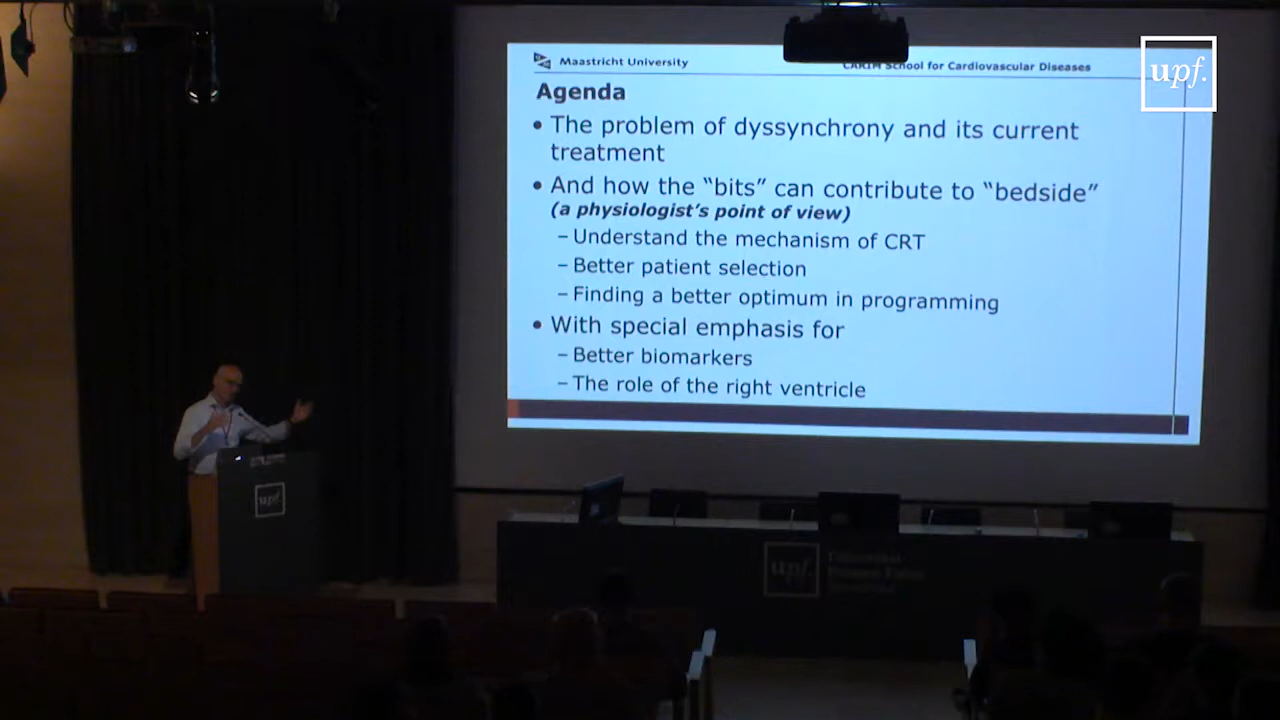 Maastricht University
CARIM School for Cardiovascular Diseases
upf.
Agenda
• The problem of dyssynchrony and its current
treatment
• And how the “bits” can contribute to “bedside”
(a physiologist’s point of view)
– Understand the mechanism of CRT
– Better patient selection
– Finding a better optimum in programming
• With special emphasis for
– Better biomarkers
– The role of the right ventricle
upf.
upf.